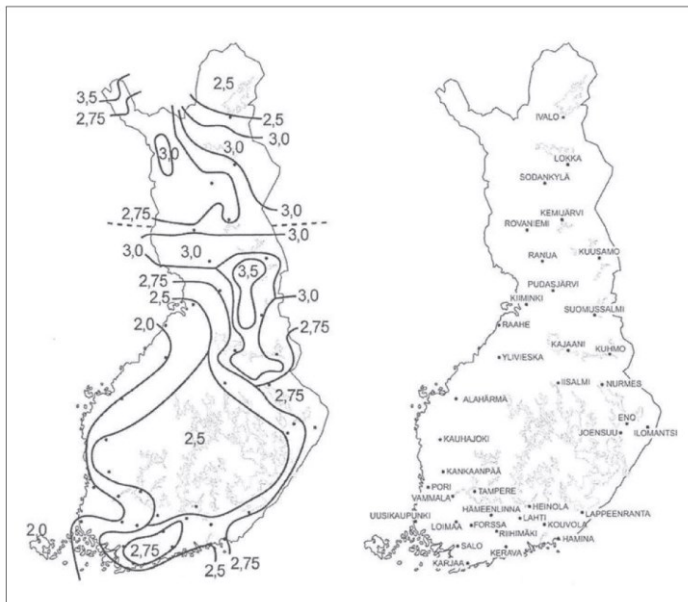 2,5
3,5
2,75
2,5
3,0
3,0
3,0
3,0
2,75
3,0
3,0
3,0
2,75
3,5
2,5
3,0
2,0
2,75
2,75
2,5
2,0
2,75
2,75
2,5
IVALO
LOKKA
SODANKYLÄ
KEMIJÄRVI
ROVANIEMI
RANUA
KUUSAMO
PUDASJÄRVI
KIIMINKI
SUOMUSSALMI
RAAHE
KAJAANI
KUHMO
YLIVIESKA
IISALMI
NURMES
ALAHÄRMÄ
ENO
JOENSUU
ILOMANTSI
KAUHAJOKI
KANKAANPÄÄ
PORI
TAMPERE
VAMMALA
HÄMEENLINNA
HEINOLA
LAPPEENRANTA
UUSIKAUPUNKI
LAHTI
LOIMAA
FORSSA
KOUVOLA
RIIHIMÄKI
HAMINA
SALO
KERAVA
KARJAA